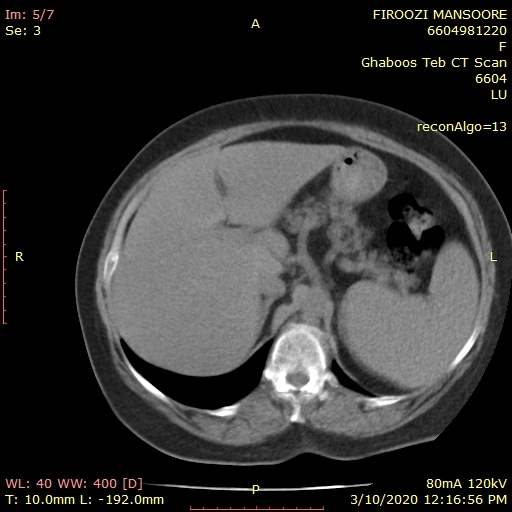 Im: 5/7
Se: 3
A
FIROOZI MANSOORE
6604981220
F
Ghaboos Teb CT Scan
6604
LU
reconAlgo=13
R
L
WL: 40 WW: 400 [D]
T: 10.0mm L: -192.0mm
P
80mA 120kV
3/10/2020 12:16:56 PM